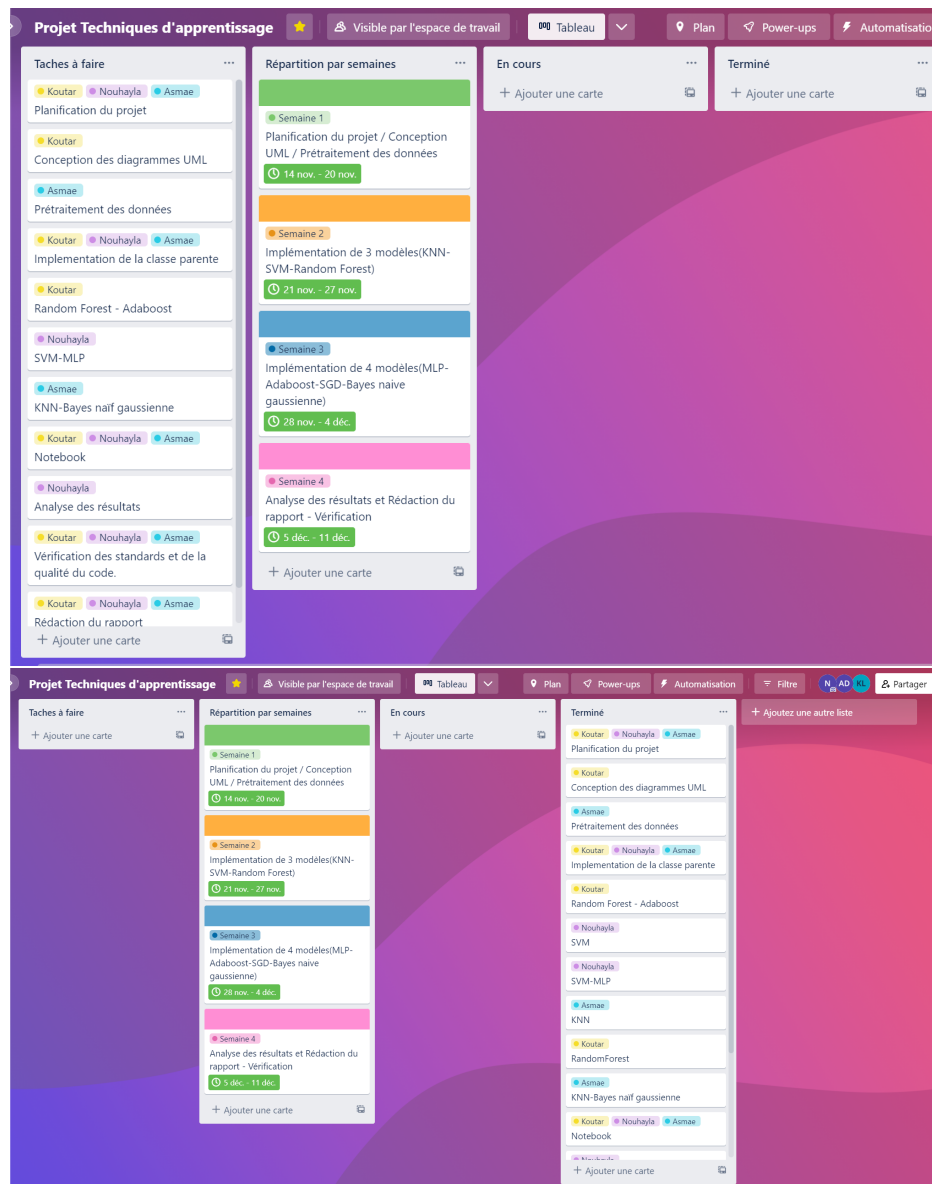 Projet Techniques d'apprentissage
Visible par l'espace de travail
Tableau
Plan
Power-ups
Automatisatio
Taches à faire
Koutar Nouhayla Asmae
Planification du projet
Koutar
Conception des diagrammes UML
Asmae
Prétraitement des données
Koutar Nouhayla Asmae
Implementation de la classe parente
Koutar
Random Forest - Adaboost
Nouhayla
SVM-MLP
Asmae
KNN-Bayes naïf gaussienne
Koutar Nouhayla Asmae
Notebook
Nouhayla
Analyse des résultats
Koutar Nouhayla Asmae
Vérification des standards et de la
qualité du code.
Koutar Nouhayla Asmae
Rédaction du rapport
+ Ajouter une carte
Répartition par semaines
Semaine 1
Planification du projet / Conception
UML / Prétraitement des données
14 nov. - 20 nov.
Semaine 2
Implémentation de 3 modèles(KNN-
SVM-Random Forest)
21 nov. - 27 nov.
Semaine 3
Implémentation de 4 modèles(MLP-
Adaboost-SGD-Bayes naive
gaussienne)
28 nov. - 4 déc.
Semaine 4
Analyse des résultats et Rédaction du
rapport - Vérification
5 déc. - 11 déc.
+ Ajouter une carte
En cours
+ Ajouter une carte
Terminé
+ Ajouter une carte
Projet Techniques d'apprentissage
Visible par l'espace de travail
Tableau
Plan
Power-ups
Automatisation
Filtre
N AD KL
Partager
Taches à faire
+ Ajouter une carte
Répartition par semaines
Semaine 1
Planification du projet / Conception
UML / Prétraitement des données
14 nov. - 20 nov.
Semaine 2
Implémentation de 3 modèles(KNN-
SVM-Random Forest)
21 nov. - 27 nov.
Semaine 3
Implémentation de 4 modèles(MLP-
Adaboost-SGD-Bayes naive
gaussienne)
28 nov. - 4 déc.
Semaine 4
Analyse des résultats et Rédaction du
rapport - Vérification
5 déc. - 11 déc.
+ Ajouter une carte
En cours
+ Ajouter une carte
Terminé
Koutar Nouhayla Asmae
Planification du projet
Koutar
Conception des diagrammes UML
Asmae
Prétraitement des données
Koutar Nouhayla Asmae
Implementation de la classe parente
Koutar
Random Forest - Adaboost
Nouhayla
SVM
Nouhayla
SVM-MLP
Asmae
KNN
Koutar
RandomForest
Asmae
KNN-Bayes naïf gaussienne
Koutar Nouhayla Asmae
Notebook
Nouhayla
+ Ajouter une carte
+ Ajoutez une autre liste